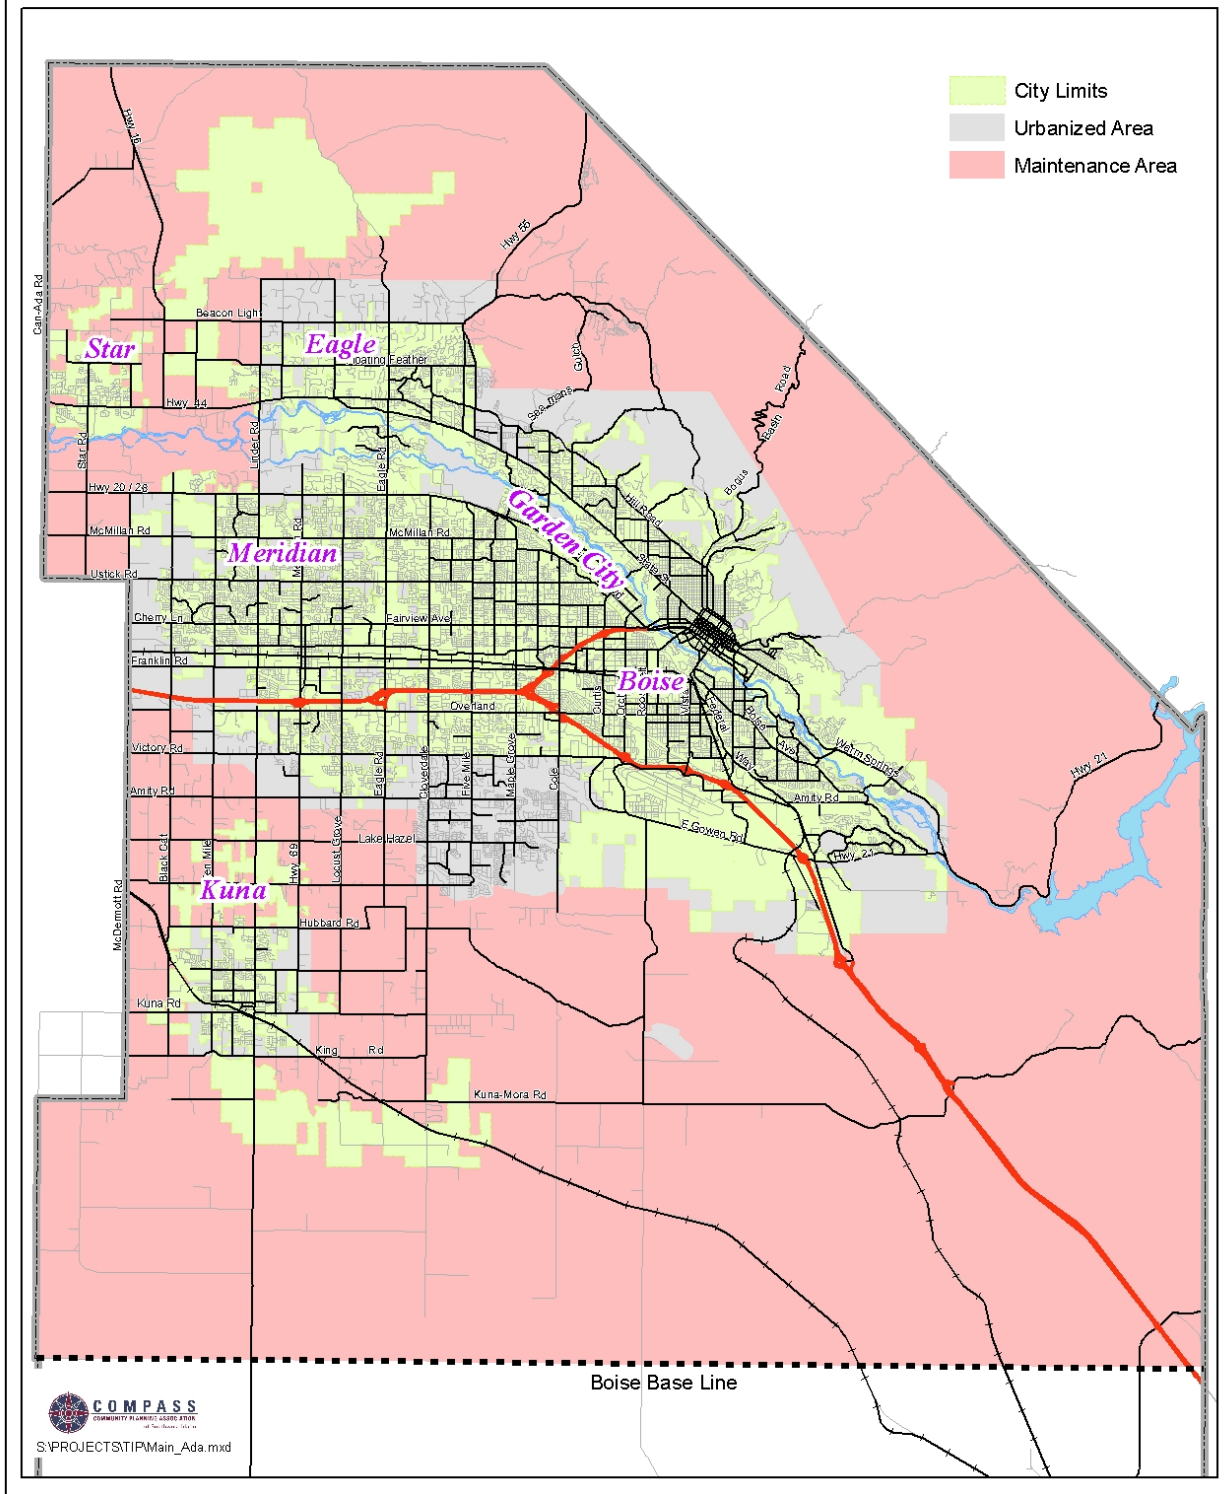 City Limits
Urbanized Area
Maintenance Area
Hwy 16
Hwy 55
Can-Ada Rd
Beacon Light
Star
Eagle
Floating Feather
Gulch
Seamans
Bogus
Basin
Road
Hwy 44
Star Rd
Linder Rd
Eagle Rd
Hwy 20 / 26
Garden City
Hill Road
McMillan Rd
McMillan Rd
Rd
Meridian
State St
Ustick Rd
Cherry Ln
Fairview Ave
Franklin Rd
Boise
Curtis
Vista
Overland
Federal
Way
Boise
Ave
Warm Springs
Victory Rd
Hwy 21
Eagle Rd
Cloverdale
Five Mile
Maple Grove
Cole
Amity Rd
Amity Rd
E Gowen Rd
Lake Hazel
Hwy 21
Black Cat
Hwy 69
Locust Grove
Kuna
McDermott Rd
Hubbard Rd
Kuna Rd
King Rd
Kuna-Mora Rd
Boise Base Line
COMPASS
COMMUNITY PLANNING ASSOCIATION
S:\PROJECTS\TIP\Main_Ada.mxd